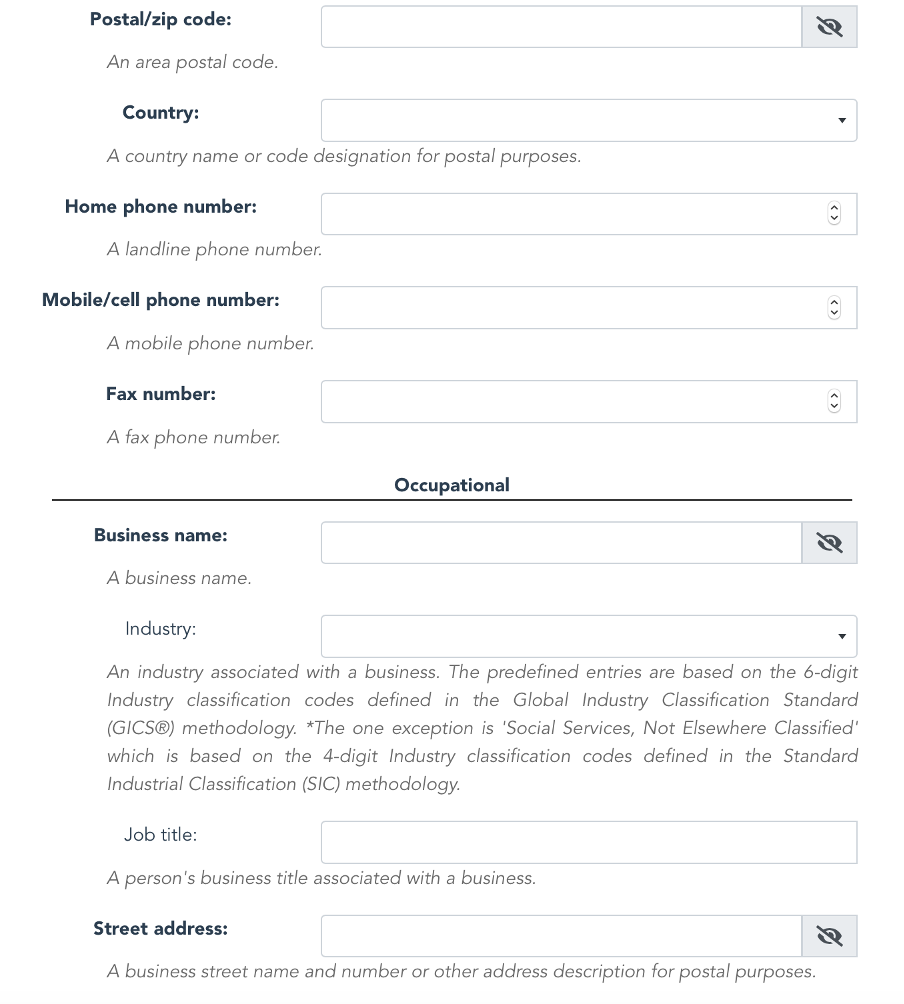 Postal/zip code:
An area postal code.
Country:
A country name or code designation for postal purposes.
Home phone number:
A landline phone number.
Mobile/cell phone number:
A mobile phone number.
Fax number:
A fax phone number.
Occupational
Business name:
A business name.
Industry:
An industry associated with a business. The predefined entries are based on the 6-digit
Industry classification codes defined in the Global Industry Classification Standard
(GICS®) methodology. *The one exception is 'Social Services, Not Elsewhere Classified'
which is based on the 4-digit Industry classification codes defined in the Standard
Industrial Classification (SIC) methodology.
Job title:
A person's business title associated with a business.
Street address:
A business street name and number or other address description for postal purposes.